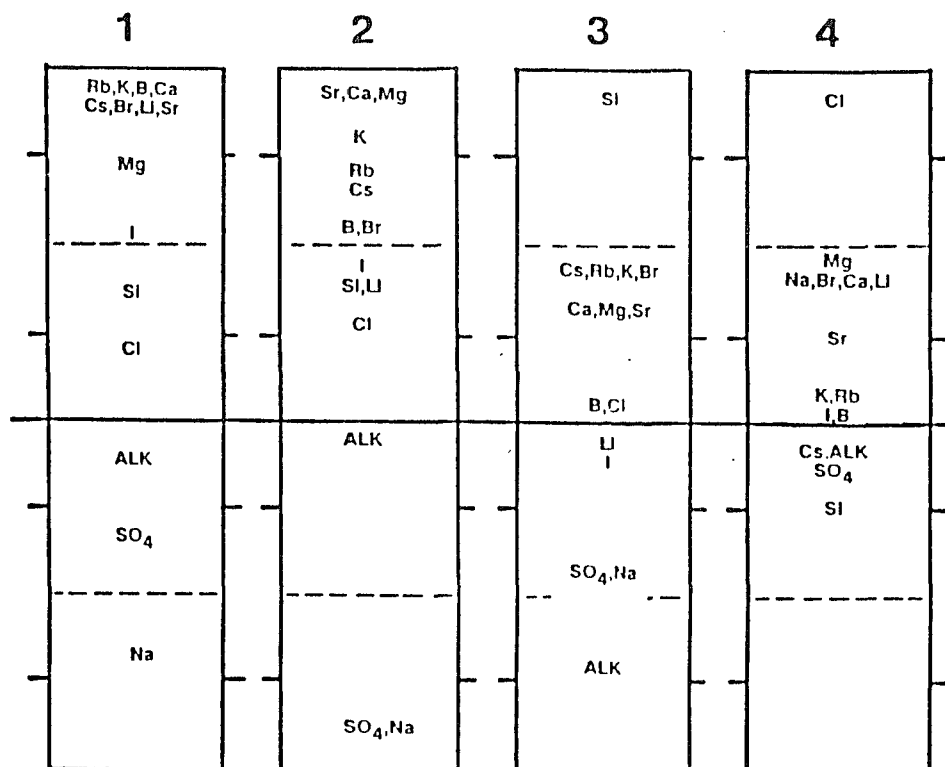 1
2
3
4
Rb,K,B,Ca
Cs,Br,LI,Sr
Mg
I
SI
Cl
ALK
SO4
Na
Sr,Ca,Mg
K
Rb
Cs
B,Br
I
SI,LI
Cl
ALK
SO4,Na
SI
Cs,Rb,K,Br
Ca,Mg,Sr
B,Cl
LI
I
SO4,Na
ALK
Cl
Mg
Na,Br,Ca,LI
Sr
K,Rb
I,B
Cs,ALK
SO4
SI